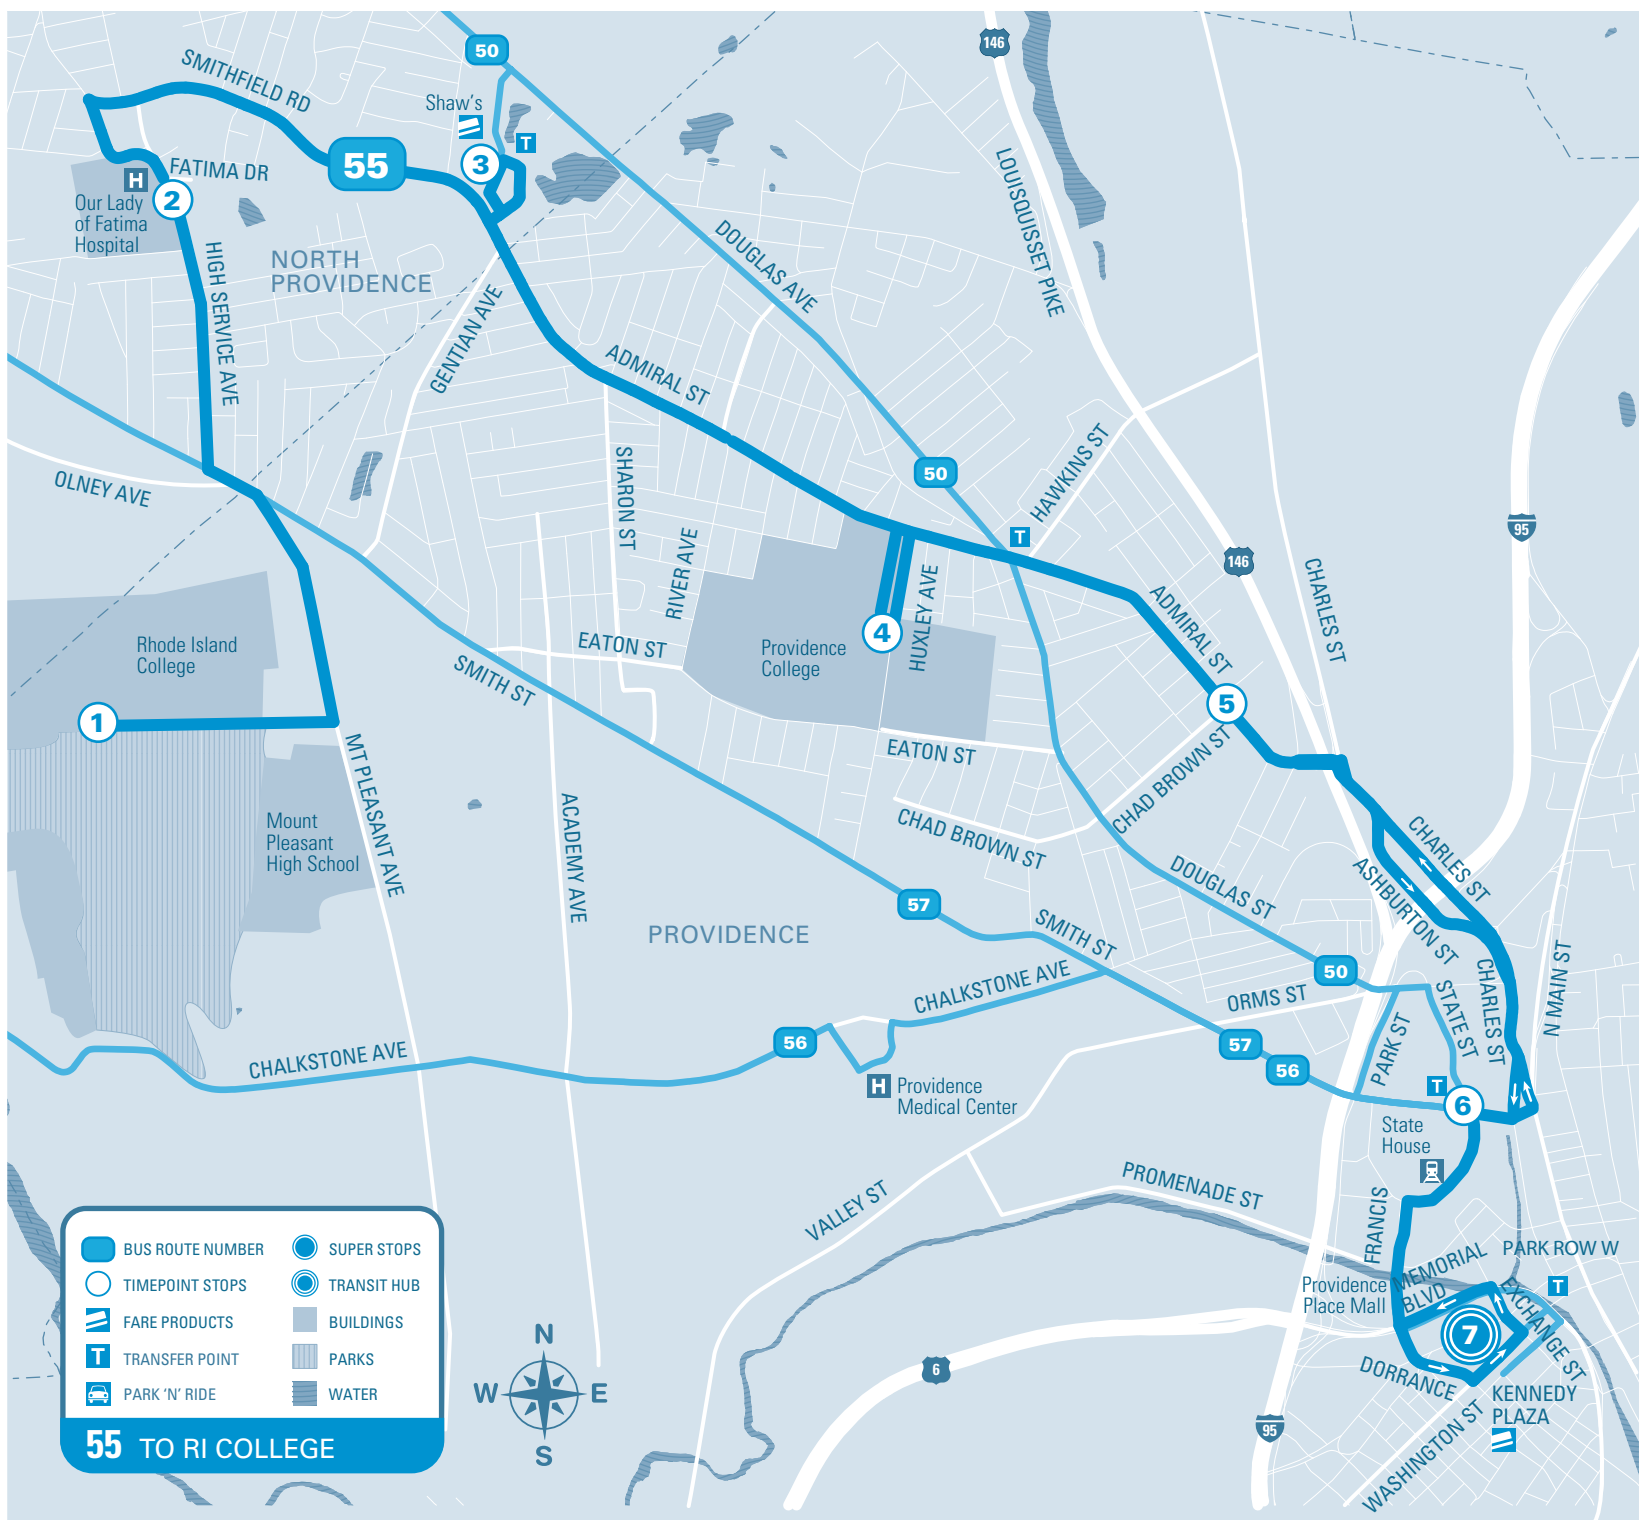 50
146
SMITHFIELD RD
Shaw's
T
3
55
FATIMA DR
H
2
Our Lady
of Fatima
Hospital
NORTH
PROVIDENCE
HIGH SERVICE AVE
GENTIAN AVE
DOUGLAS AVE
LOUISQUISSET PIKE
ADMIRAL ST
OLNEY AVE
SHARON ST
50
HAWKINS ST
T
95
146
RIVER AVE
HUXLEY AVE
ADMIRAL ST
CHARLES ST
Rhode Island
College
EATON ST
Providence
College
4
SMITH ST
1
5
MT PLEASANT AVE
EATON ST
CHAD BROWN ST
CHAD BROWN ST
Mount
Pleasant
High School
ACADEMY AVE
CHARLES ST
ASHBURTON ST
DOUGLAS ST
57
PROVIDENCE
SMITH ST
50
CHALKSTONE AVE
ORMS ST
STATE ST
CHARLES ST
N MAIN ST
PARK ST
CHALKSTONE AVE
56
57
56
H
Providence
Medical Center
T
6
State
House
VALLEY ST
PROMENADE ST
FRANCIS
PARK ROW W
MEMORIAL
BLVD
Providence
Place Mall
T
EXCHANGE ST
7
DORRANCE
6
KENNEDY
PLAZA
WASHINGTON ST
95
N
W
E
S
BUS ROUTE NUMBER
SUPER STOPS
TIMEPOINT STOPS
TRANSIT HUB
FARE PRODUCTS
BUILDINGS
T
TRANSFER POINT
PARKS
PARK 'N' RIDE
WATER
55 TO RI COLLEGE